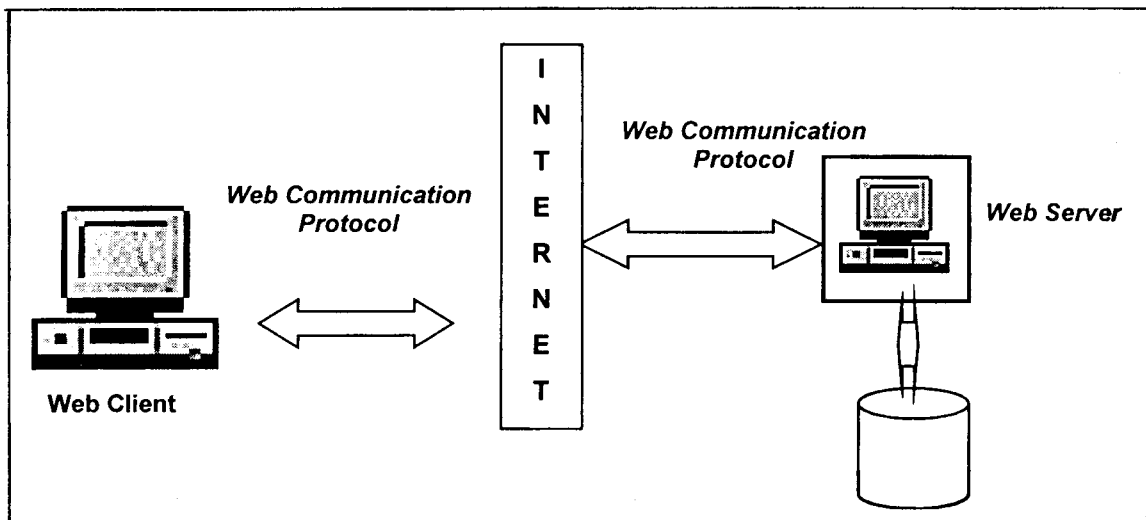 Web Client
Web Communication
Protocol
I
N
T
E
R
N
E
T
Web Communication
Protocol
Web Server